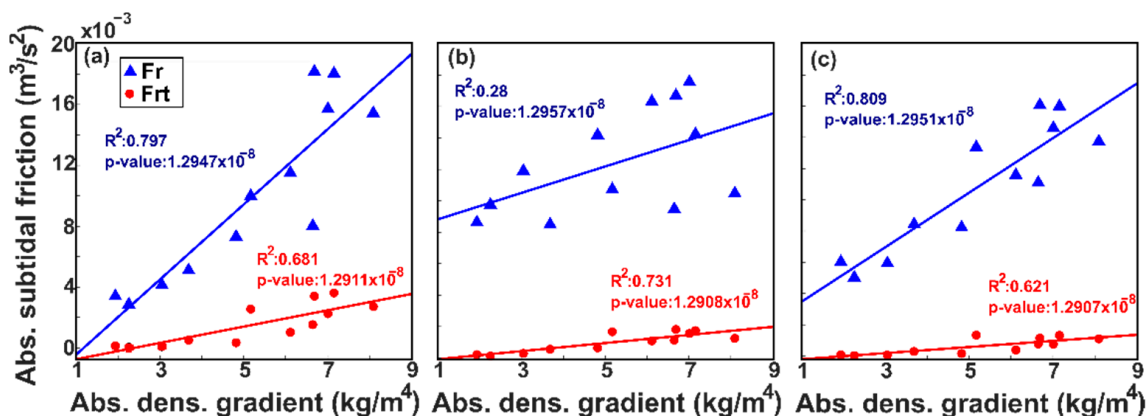 ×10⁻³
20
16
12
8
4
0
Abs. subtidal friction (m³/s²)
(a)
Fr
Frt
R²:0.797
p-value:1.2947x10⁻⁸
R²:0.681
p-value:1.2911x10⁻⁸
1 3 5 7 9
Abs. dens. gradient (kg/m⁴)
(b)
R²:0.28
p-value:1.2957x10⁻⁸
R²:0.731
p-value:1.2908x10⁻⁸
1 3 5 7 9
Abs. dens. gradient (kg/m⁴)
(c)
R²:0.809
p-value:1.2951x10⁻⁸
R²:0.621
p-value:1.2907x10⁻⁸
1 3 5 7 9
Abs. dens. gradient (kg/m⁴)